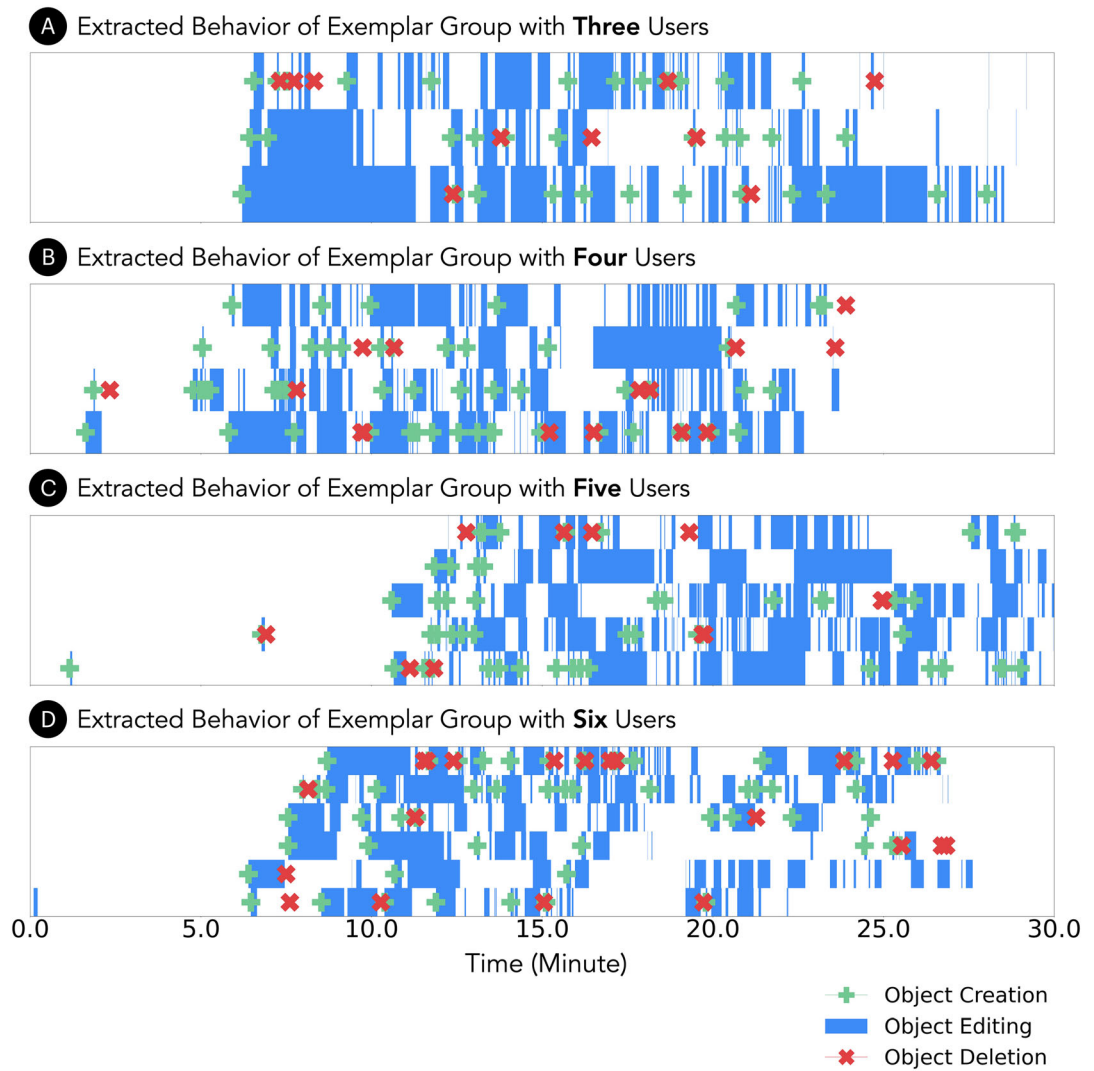 A Extracted Behavior of Exemplar Group with Three Users
B Extracted Behavior of Exemplar Group with Four Users
C Extracted Behavior of Exemplar Group with Five Users
D Extracted Behavior of Exemplar Group with Six Users
0.0 5.0 10.0 15.0 20.0 25.0 30.0
Time (Minute)
Object Creation
Object Editing
Object Deletion